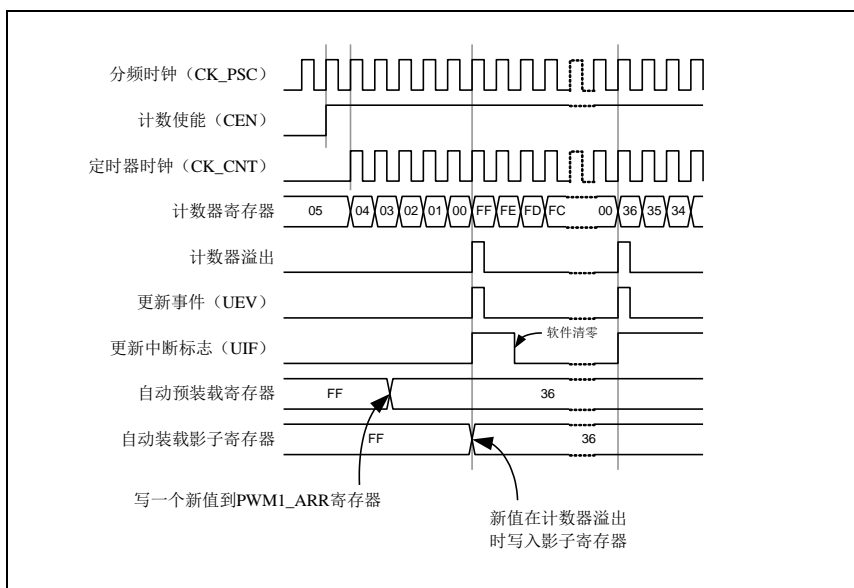 分频时钟（CK_PSC）
计数使能（CEN）
定时器时钟（CK_CNT）
计数器寄存器 05 04 03 02 01 00 FF FE FD FC 00 36 35 34
计数器溢出
更新事件（UEV）
更新中断标志（UIF） 软件清零
自动预装载寄存器 FF 36
自动装载影子寄存器 FF 36
写一个新值到PWM1_ARR寄存器
新值在计数器溢出
时写入影子寄存器